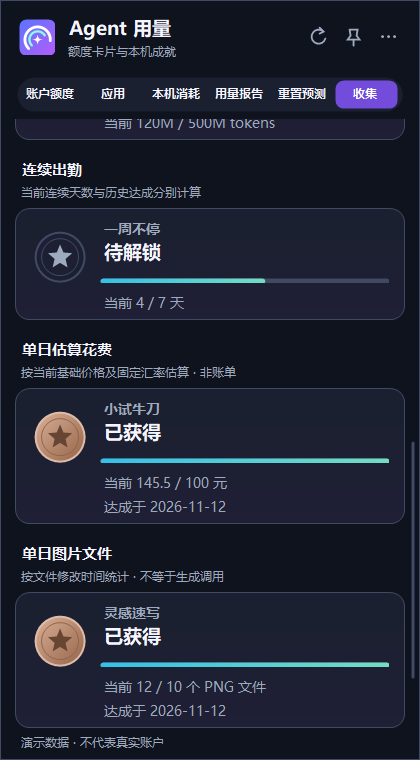 Agent 用量
额度卡片与本机成就
账户额度 应用 本机消耗 用量报告 重置预测 收集
当前 120M / 500M tokens
连续出勤
当前连续天数与历史达成分别计算
一周不停
待解锁
当前 4 / 7 天
单日估算花费
按当前基础价格及固定汇率估算 · 非账单
小试牛刀
已获得
当前 145.5 / 100 元
达成于 2026-11-12
单日图片文件
按文件修改时间统计 · 不等于生成调用
灵感速写
已获得
当前 12 / 10 个 PNG 文件
达成于 2026-11-12
演示数据 · 不代表真实账户